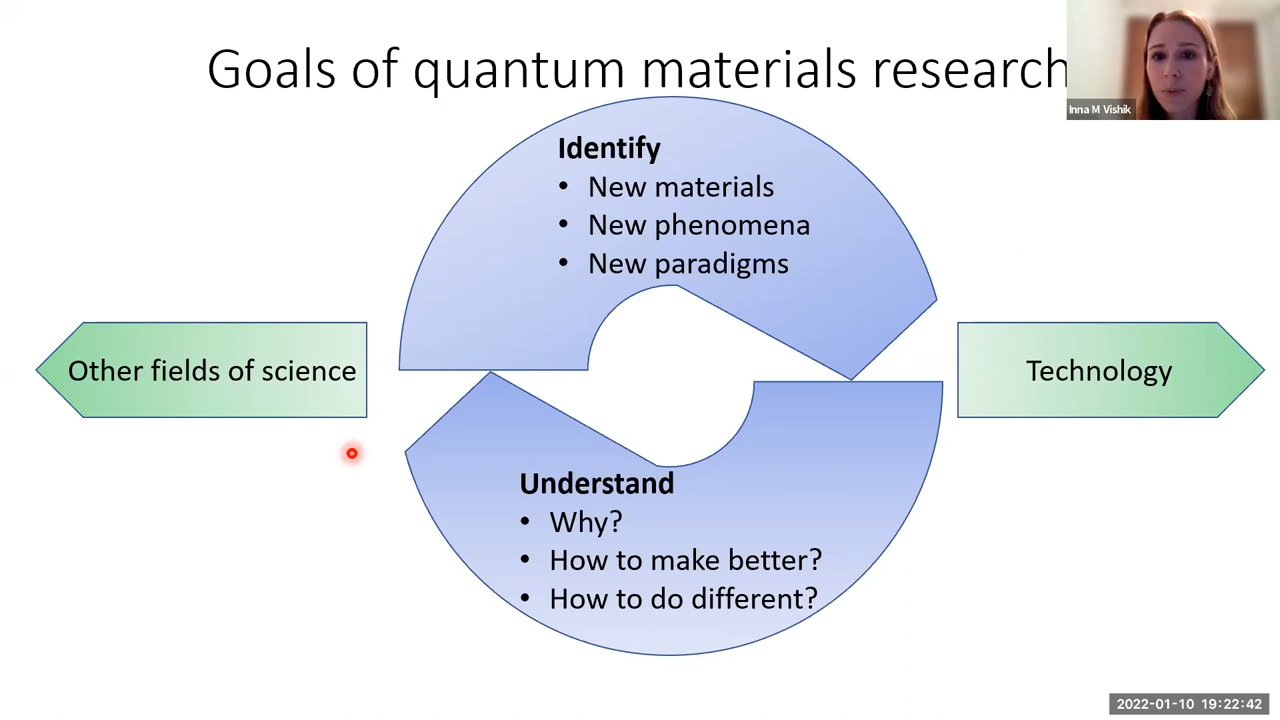 Goals of quantum materials research
Inna M Vishik
Identify
• New materials
• New phenomena
• New paradigms
Other fields of science
Technology
Understand
• Why?
• How to make better?
• How to do different?
2022-01-10 19:22:42